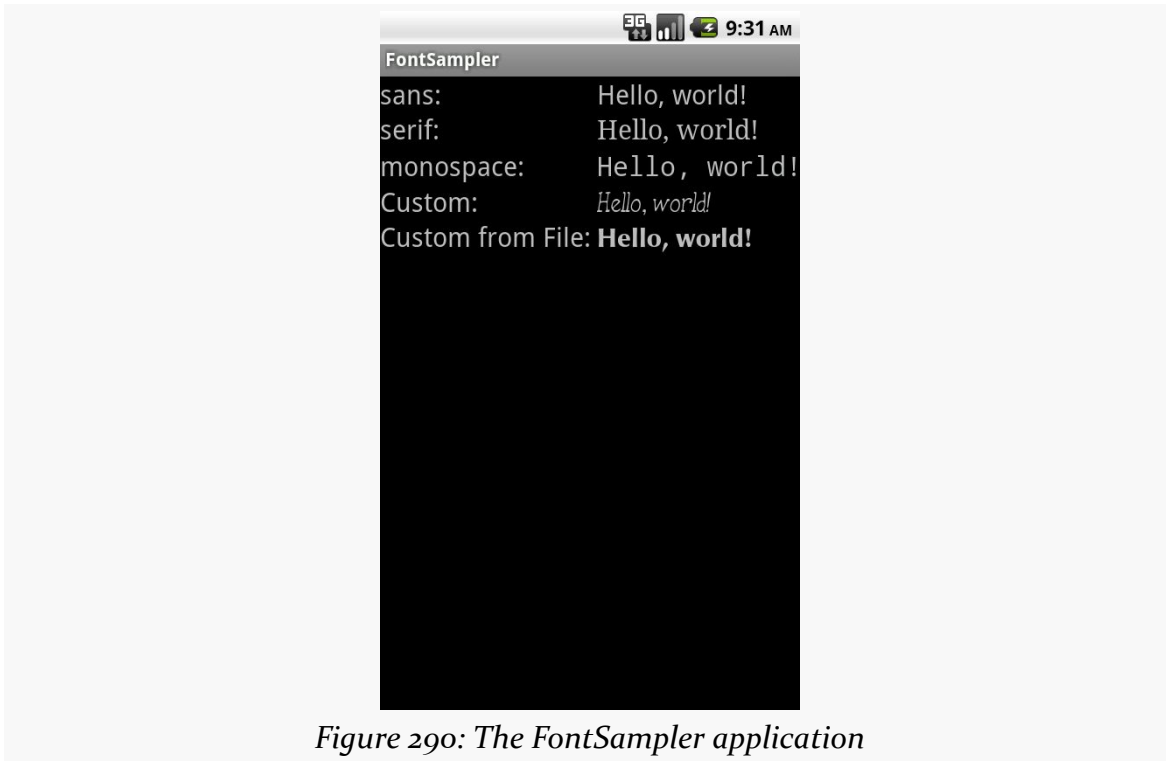 3G 9:31 AM
FontSampler
sans: Hello, world!
serif: Hello, world!
monospace: Hello, world!
Custom: Hello, world!
Custom from File: Hello, world!
Figure 290: The FontSampler application